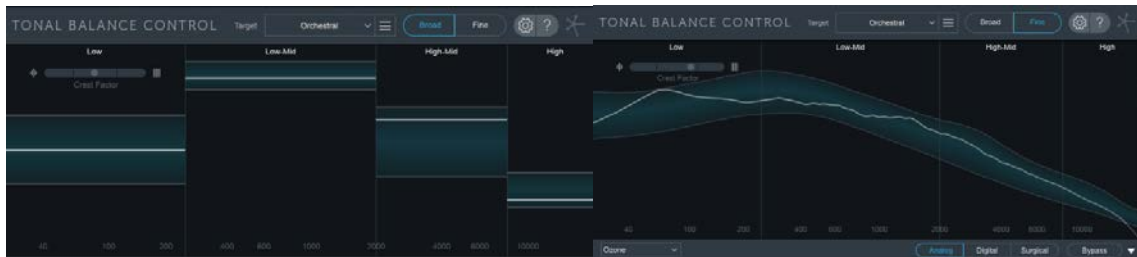 TONAL BALANCE CONTROL Target Orchestral Broad Fine ?
Low Low-Mid High-Mid High
Crest Factor
40 100 200 400 600 1000 2000 4000 6000 10000
TONAL BALANCE CONTROL Target Orchestral Broad Fine ?
Low Low-Mid High-Mid High
Crest Factor
40 100 200 400 600 1000 2000 4000 6000 10000
Ozone Analog Digital Surgical Bypass